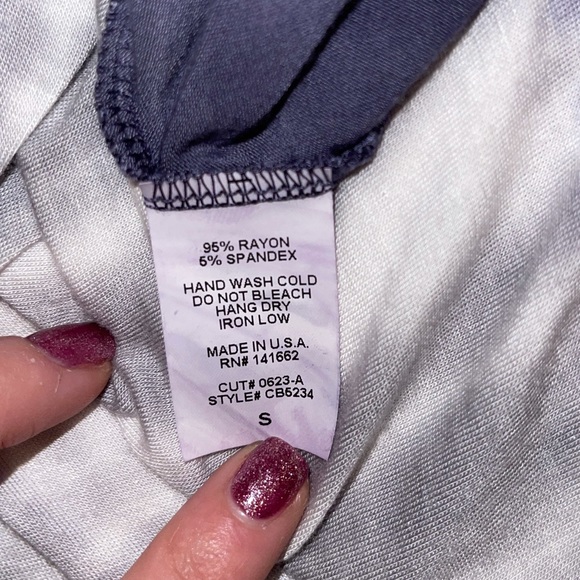 95% RAYON
5% SPANDEX
HAND WASH COLD
DO NOT BLEACH
HANG DRY
IRON LOW
MADE IN U.S.A.
RN# 141662
CUT# 0623-A
STYLE# CB5234
S